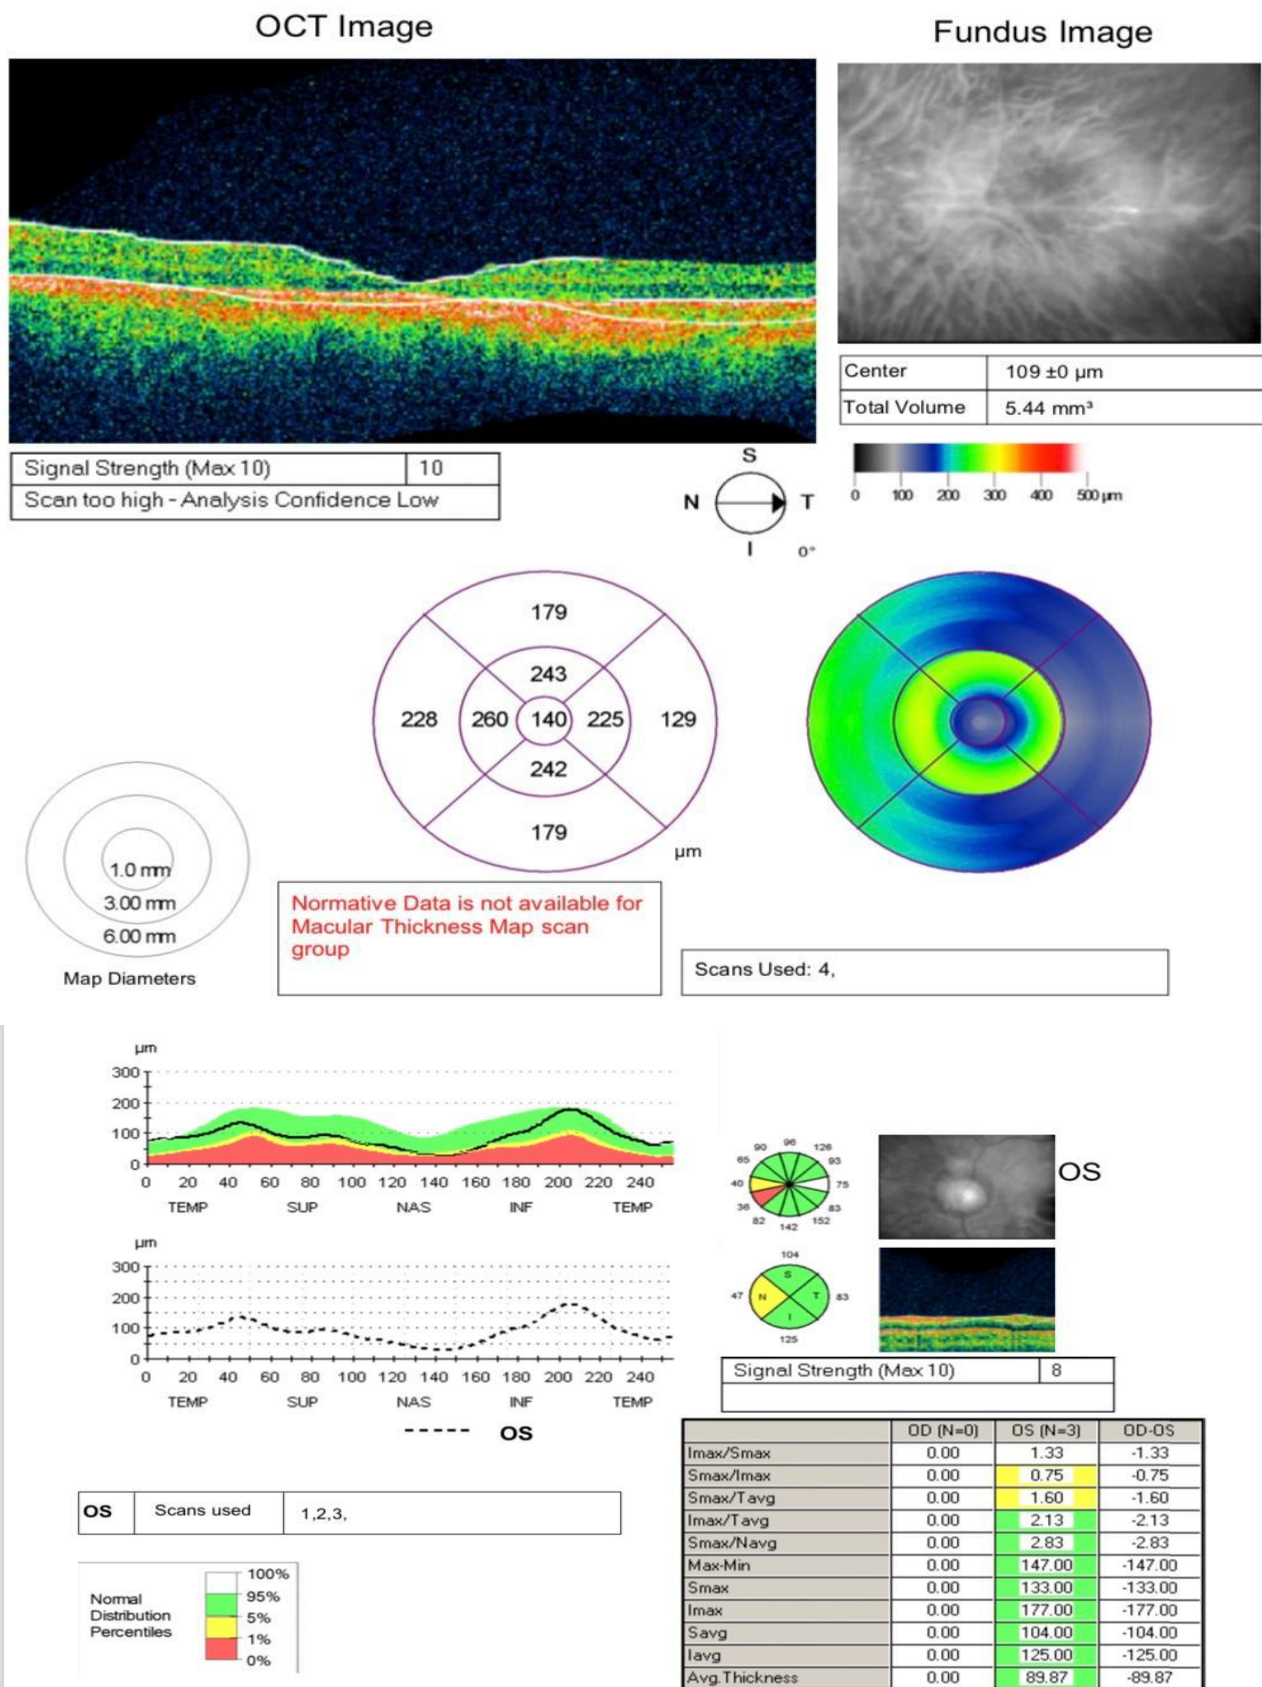 OCT Image
Fundus Image
Center 109 ±0 µm
Total Volume 5.44 mm³
Signal Strength (Max 10) 10
Scan too high - Analysis Confidence Low
S
N T
I 0°
0 100 200 300 400 500 µm
179
243
228 260 140 225 129
242
179
µm
1.0 mm
3.00 mm
6.00 mm
Map Diameters
Normative Data is not available for
Macular Thickness Map scan
group
Scans Used: 4,
µm
300
200
100
0
0 20 40 60 80 100 120 140 160 180 200 220 240
TEMP SUP NAS INF TEMP
µm
300
200
100
0
0 20 40 60 80 100 120 140 160 180 200 220 240
TEMP SUP NAS INF TEMP
OS
OS Scans used 1,2,3,
Normal
Distribution
Percentiles
100%
95%
5%
1%
0%
90 96 126
65 93
40 75
36 83
82 142 152
OS
104
S
47 N T 83
I
125
Signal Strength (Max 10) 8
OD (N=0) OS (N=3) OD-OS
Imax/Smax 0.00 1.33 -1.33
Smax/Imax 0.00 0.75 -0.75
Smax/Tavg 0.00 1.60 -1.60
Imax/Tavg 0.00 2.13 -2.13
Smax/Navg 0.00 2.83 -2.83
Max-Min 0.00 147.00 -147.00
Smax 0.00 133.00 -133.00
Imax 0.00 177.00 -177.00
Savg 0.00 104.00 -104.00
Iavg 0.00 125.00 -125.00
Avg.Thickness 0.00 89.87 -89.87